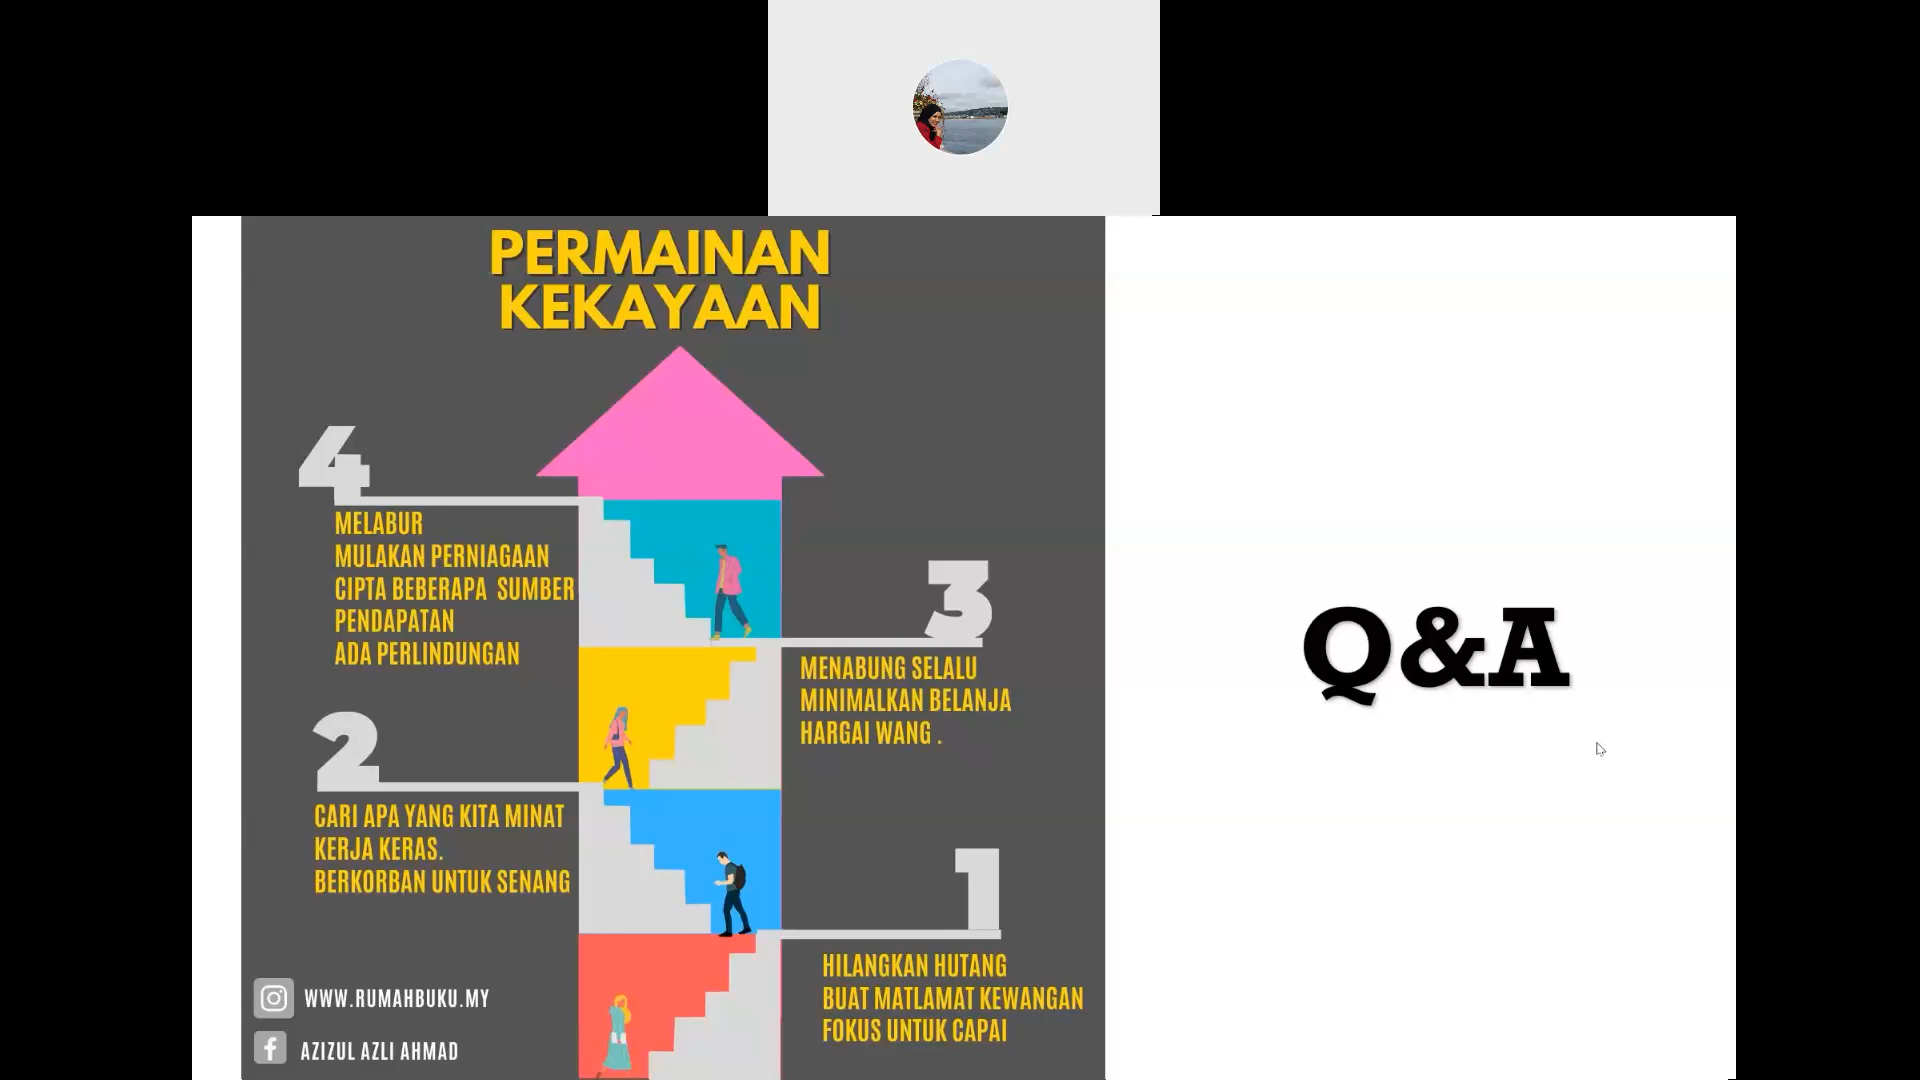 PERMAINAN
KEKAYAAN
4
MELABUR
MULAKAN PERNIAGAAN
CIPTA BEBERAPA SUMBER
PENDAPATAN
ADA PERLINDUNGAN
3
MENABUNG SELALU
MINIMALKAN BELANJA
HARGAI WANG .
2
CARI APA YANG KITA MINAT
KERJA KERAS.
BERKORBAN UNTUK SENANG
1
HILANGKAN HUTANG
BUAT MATLAMAT KEWANGAN
FOKUS UNTUK CAPAI
WWW.RUMAHBUKU.MY
AZIZUL AZLI AHMAD
Q&A